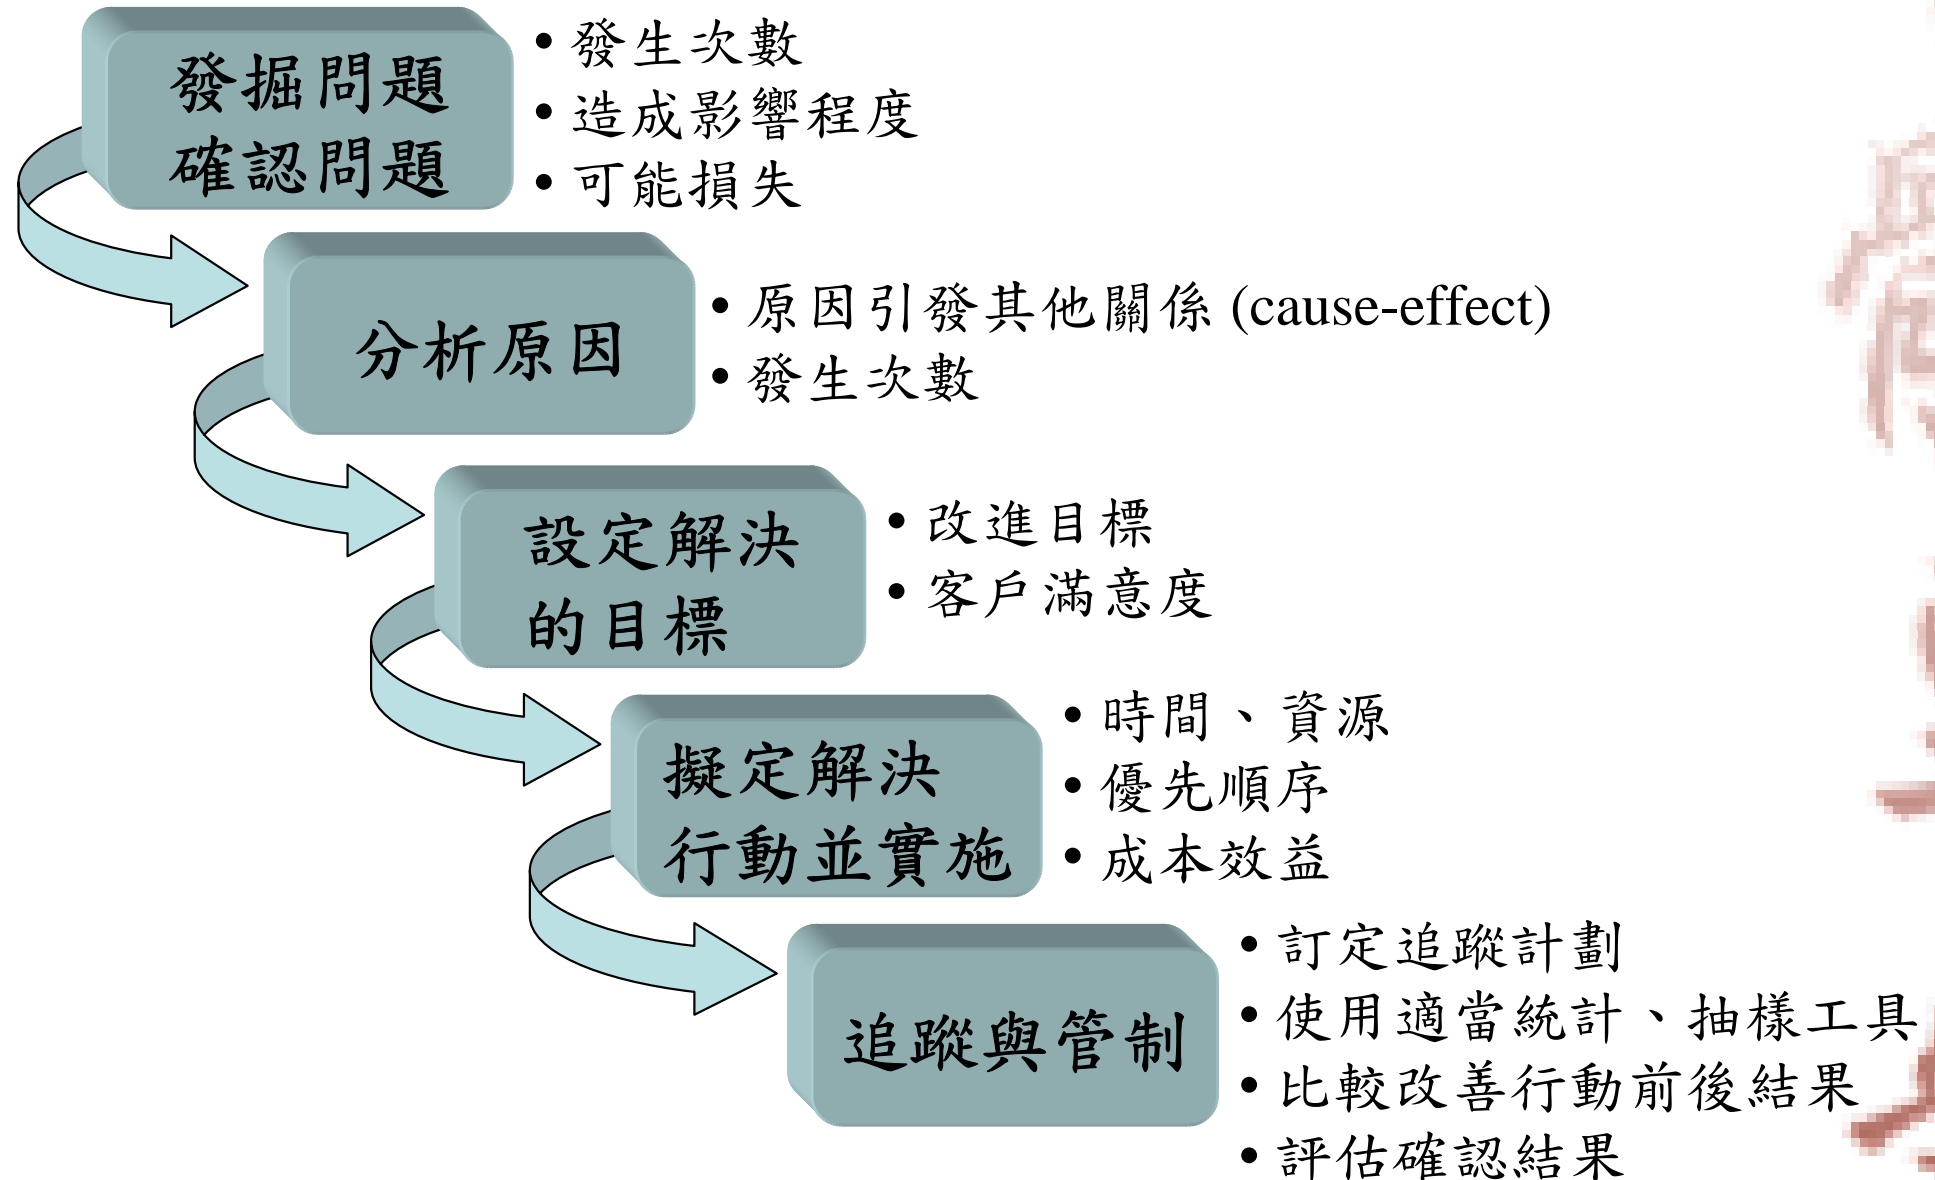 發掘問題
確認問題
• 發生次數
• 造成影響程度
• 可能損失
分析原因
• 原因引發其他關係 (cause-effect)
• 發生次數
設定解決
的目標
• 改進目標
• 客戶滿意度
擬定解決
行動並實施
• 時間、資源
• 優先順序
• 成本效益
追蹤與管制
• 訂定追蹤計劃
• 使用適當統計、抽樣工具
• 比較改善行動前後結果
• 評估確認結果